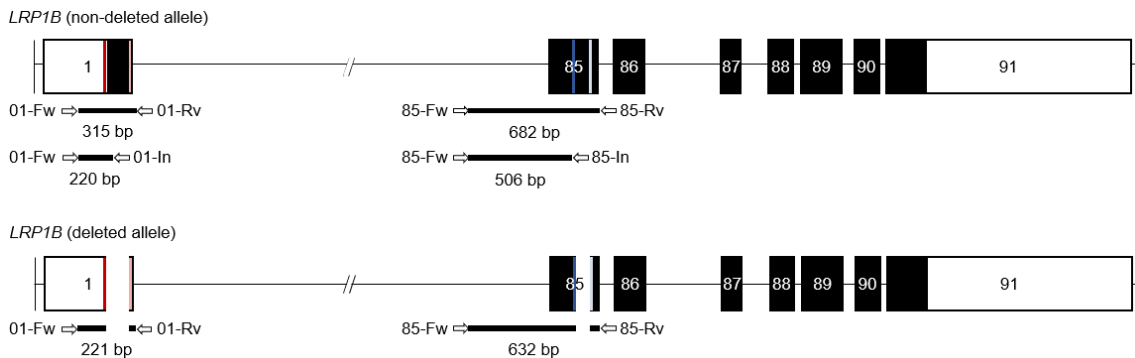 LRP1B (non-deleted allele)
1 85 86 87 88 89 90 91
01-Fw 01-Rv 85-Fw 85-Rv
315 bp 682 bp
01-Fw 01-In 85-Fw 85-In
220 bp 506 bp
LRP1B (deleted allele)
1 85 86 87 88 89 90 91
01-Fw 01-Rv 85-Fw 85-Rv
221 bp 632 bp